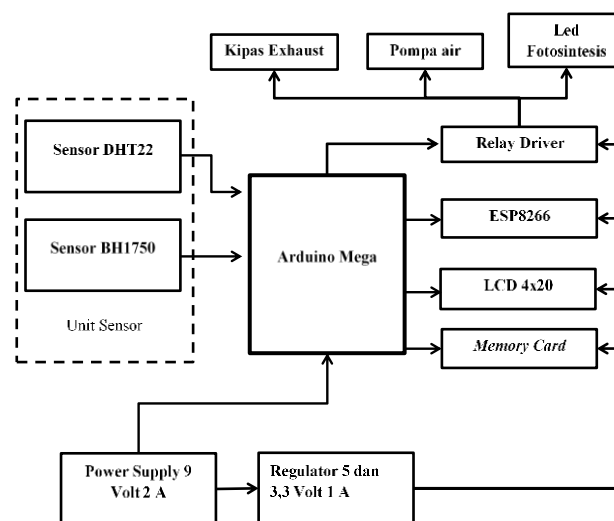 Kipas Exhaust
Pompa air
Led
Fotosintesis
Sensor DHT22
Relay Driver
Sensor BH1750
ESP8266
Arduino Mega
LCD 4x20
Unit Sensor
Memory Card
Power Supply 9
Volt 2 A
Regulator 5 dan
3,3 Volt 1 A